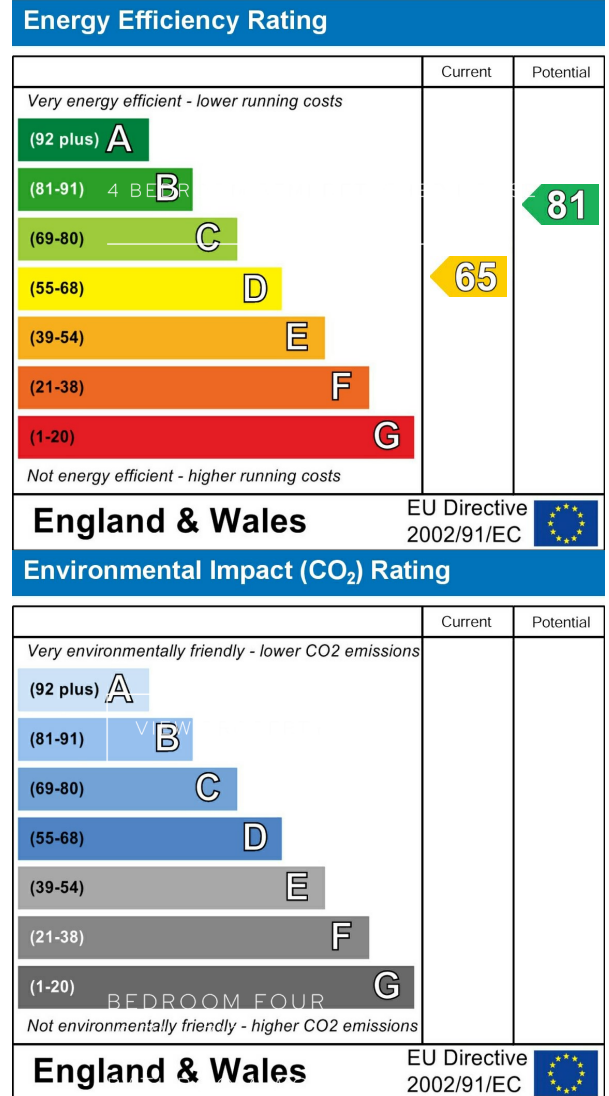 Energy Efficiency Rating
Current Potential
Very energy efficient - lower running costs
(92 plus) A
(81-91) B
4 BEDR
(69-80) C
(55-68) D
(39-54) E
(21-38) F
(1-20) G
81
65
Not energy efficient - higher running costs
England & Wales
EU Directive
2002/91/EC
Environmental Impact (CO₂) Rating
Current Potential
Very environmentally friendly - lower CO2 emissions
(92 plus) A
(81-91) B
VIEW
(69-80) C
(55-68) D
(39-54) E
(21-38) F
(1-20) G
BEDROOM FOUR
Not environmentally friendly - higher CO2 emissions
England & Wales
EU Directive
2002/91/EC